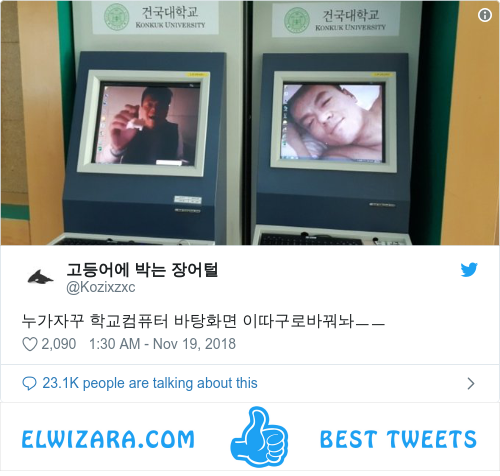 건국대학교
KONKUK UNIVERSITY
건국대학교
KONKUK UNIVERSITY
고등어에 박는 장어털
@Kozixzxc
누가자꾸 학교컴퓨터 바탕화면 이따구로바꿔놔ㅡㅡ
2,090 1:30 AM - Nov 19, 2018
23.1K people are talking about this
ELWIZARA.COM BEST TWEETS